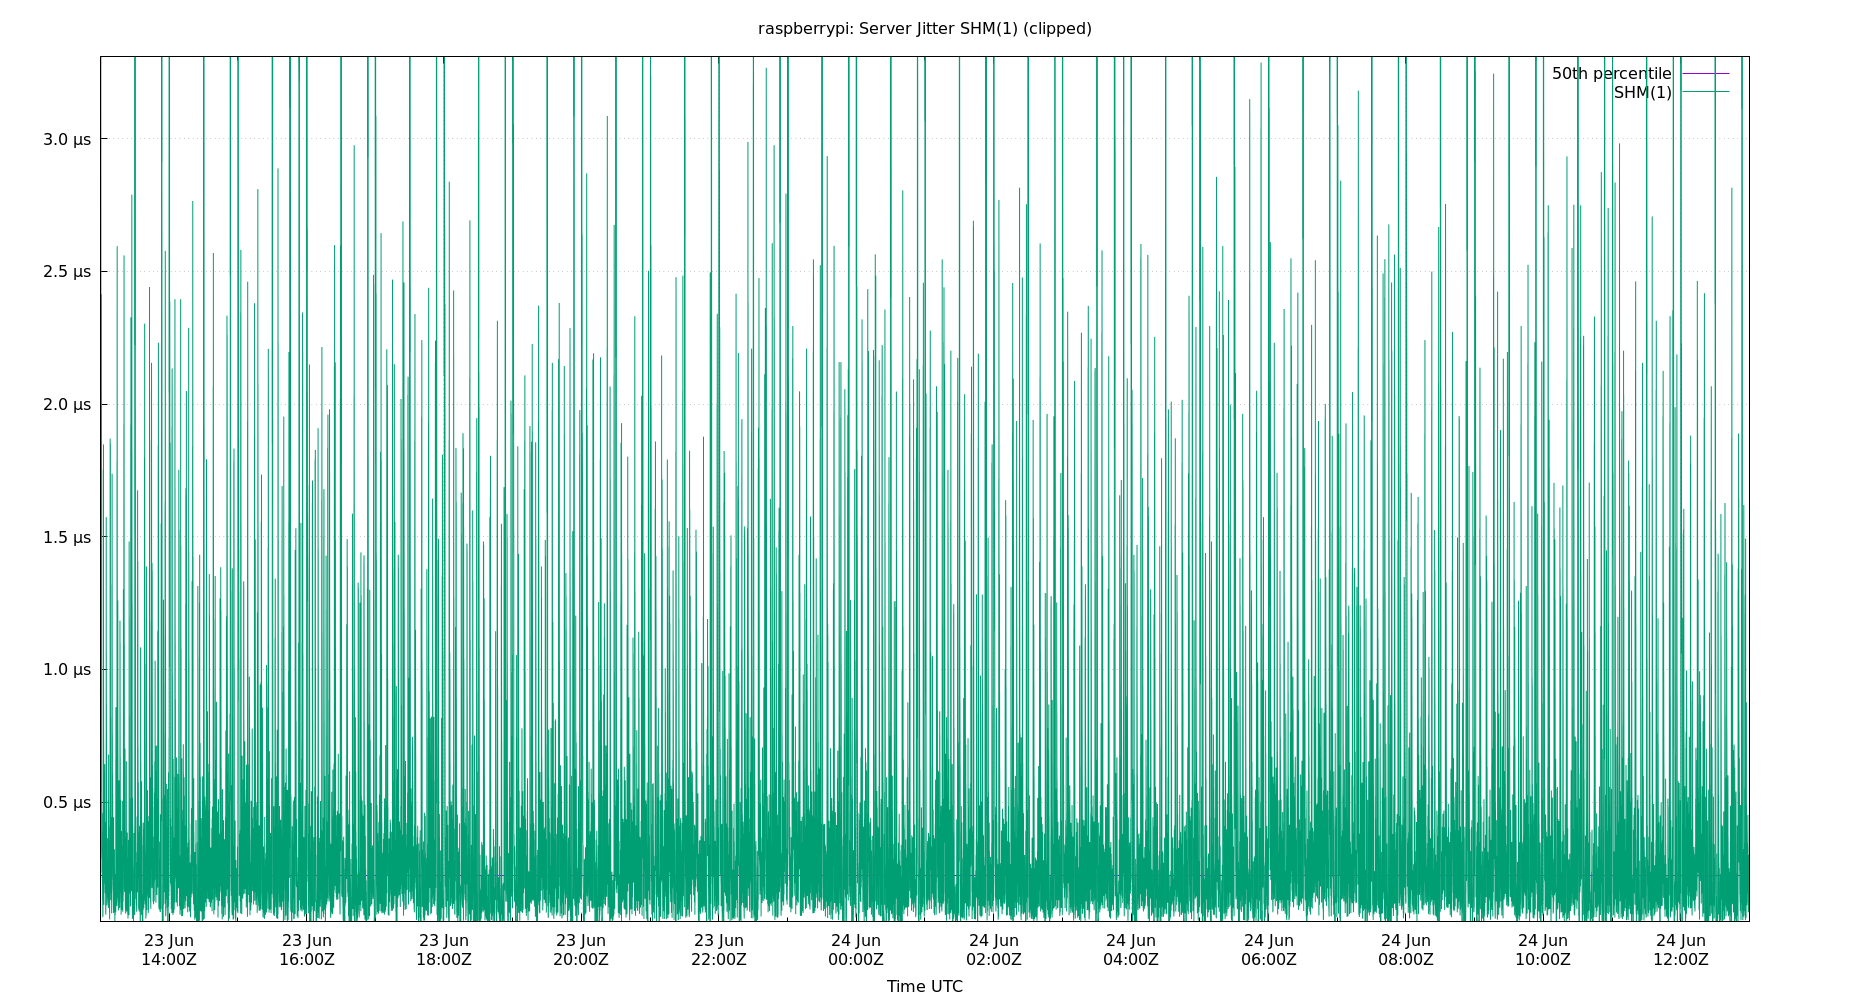 raspberrypi: Server Jitter SHM(1) (clipped)
50th percentile
SHM(1)
3.0 µs
2.5 µs
2.0 µs
1.5 µs
1.0 µs
0.5 µs
23 Jun 23 Jun 23 Jun 23 Jun 23 Jun 24 Jun 24 Jun 24 Jun 24 Jun 24 Jun 24 Jun 24 Jun
14:00Z 16:00Z 18:00Z 20:00Z 22:00Z 00:00Z 02:00Z 04:00Z 06:00Z 08:00Z 10:00Z 12:00Z
Time UTC